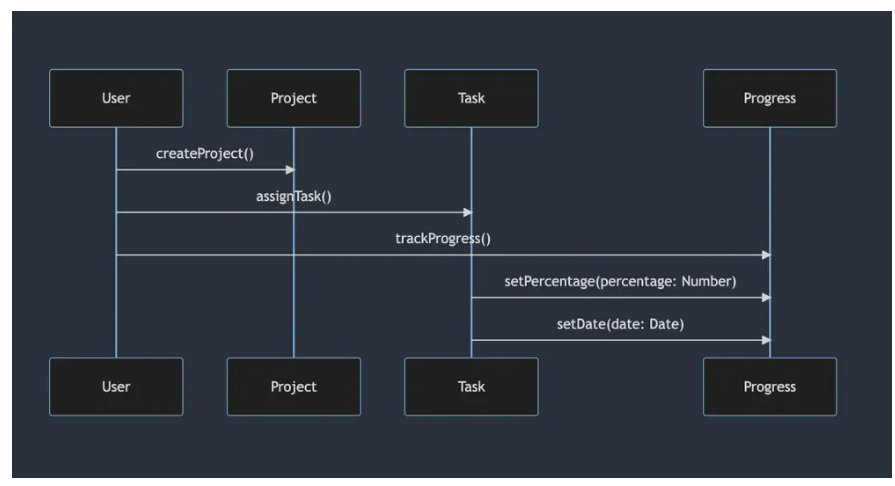 User
Project
Task
Progress
createProject()
assignTask()
trackProgress()
setPercentage(percentage: Number)
setDate(date: Date)
User
Project
Task
Progress